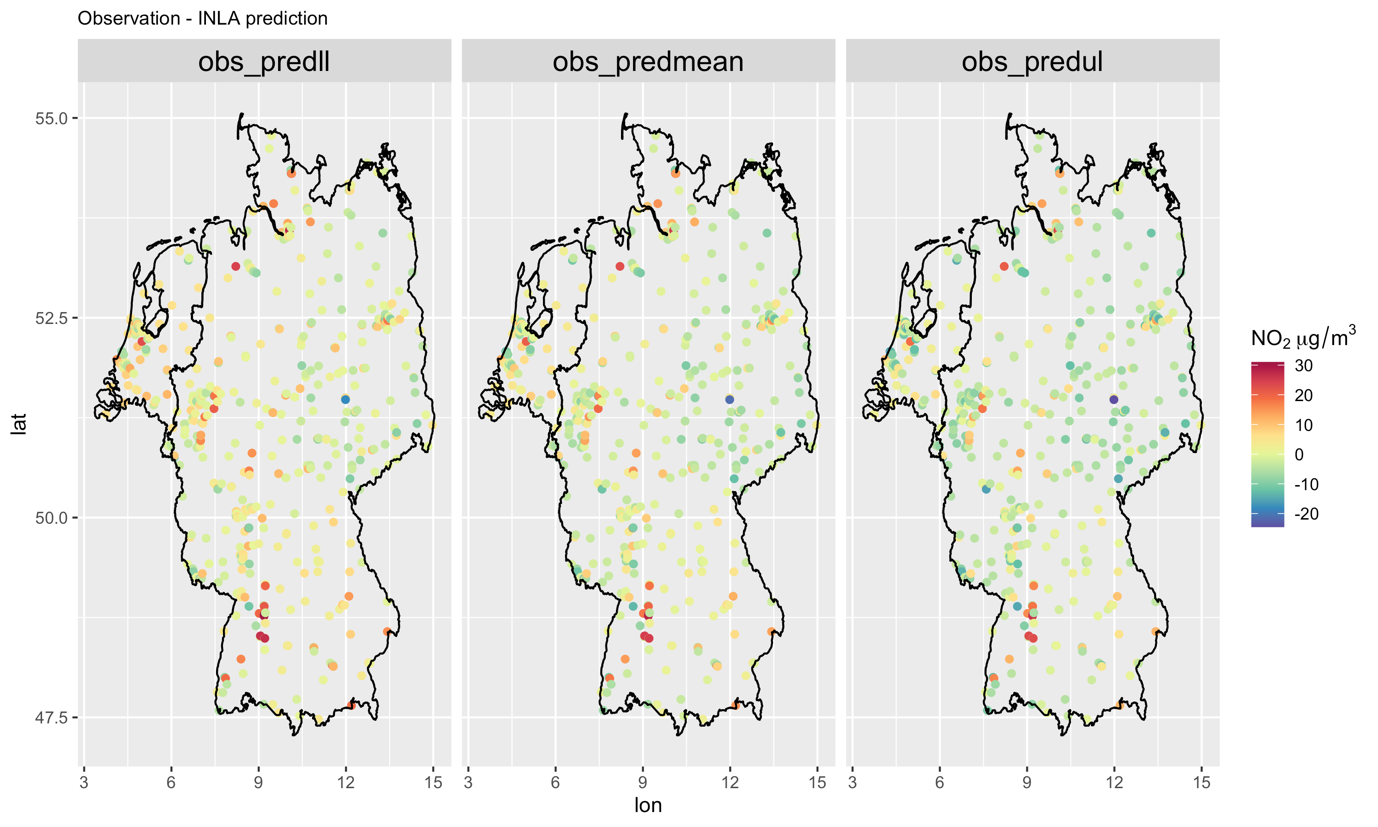 Observation - INLA prediction
obs_predll
obs_predmean
obs_predul
55.0
52.5
50.0
47.5
lat
3 6 9 12 15
3 6 9 12 15
3 6 9 12 15
lon
NO₂ μg/m³
30
20
10
0
-10
-20